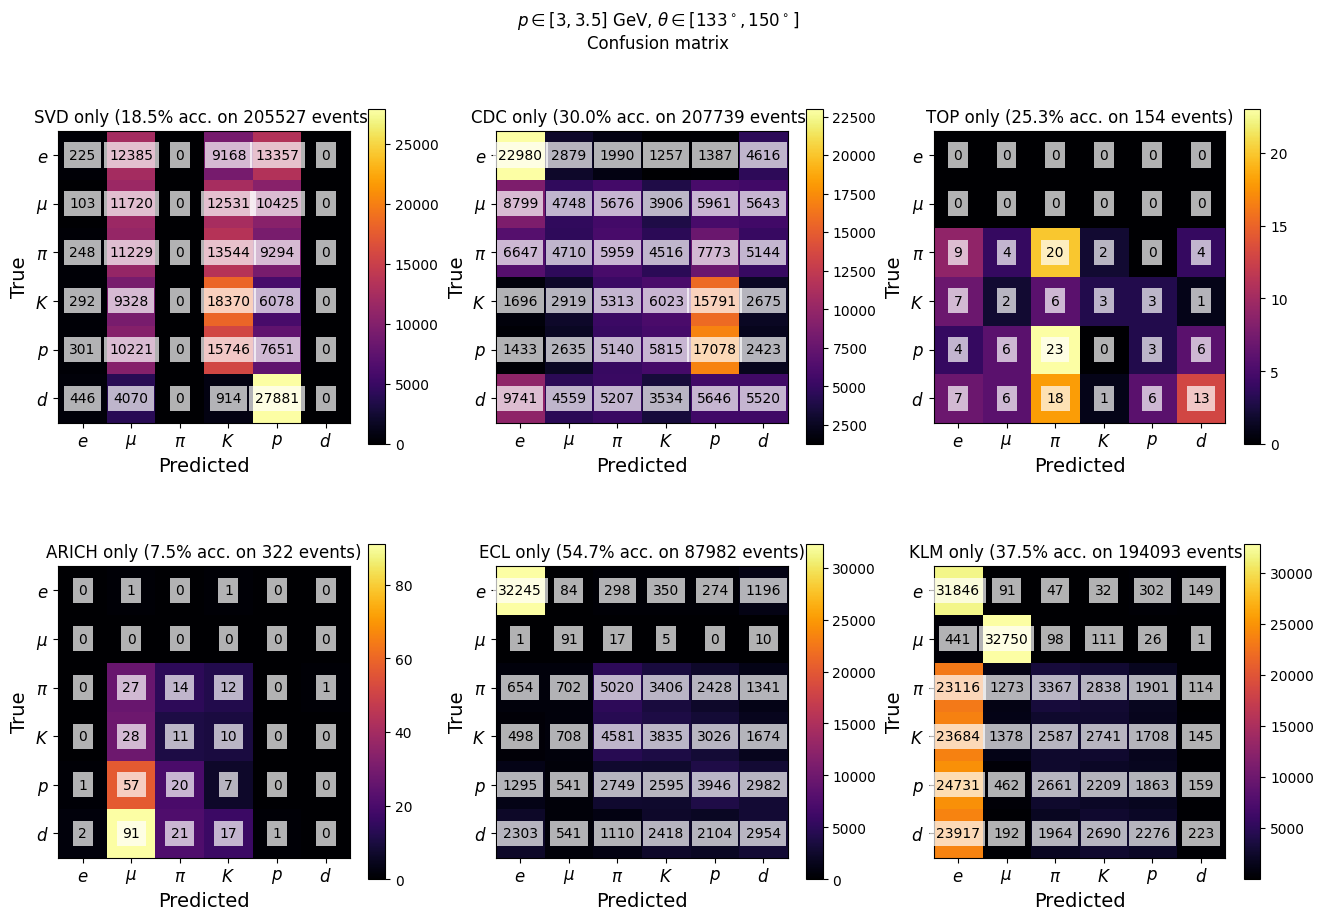 p ∈ [3, 3.5] GeV, θ ∈ [133°, 150°]
Confusion matrix
SVD only (18.5% acc. on 205527 events
e 225 12385 0 9168 13357 0
μ 103 11720 0 12531 10425 0
π 248 11229 0 13544 9294 0
K 292 9328 0 18370 6078 0
p 301 10221 0 15746 7651 0
d 446 4070 0 914 27881 0
e μ π K p d
Predicted
True
25000
20000
15000
10000
5000
0
CDC only (30.0% acc. on 207739 events
e 22980 2879 1990 1257 1387 4616
μ 8799 4748 5676 3906 5961 5643
π 6647 4710 5959 4516 7773 5144
K 1696 2919 5313 6023 15791 2675
p 1433 2635 5140 5815 17078 2423
d 9741 4559 5207 3534 5646 5520
e μ π K p d
Predicted
True
22500
20000
17500
15000
12500
10000
7500
5000
2500
TOP only (25.3% acc. on 154 events)
e 0 0 0 0 0 0
μ 0 0 0 0 0 0
π 9 4 20 2 0 4
K 7 2 6 3 3 1
p 4 6 23 0 3 6
d 7 6 18 1 6 13
e μ π K p d
Predicted
True
20
15
10
5
0
ARICH only (7.5% acc. on 322 events)
e 0 1 0 1 0 0
μ 0 0 0 0 0 0
π 0 27 14 12 0 1
K 0 28 11 10 0 0
p 1 57 20 7 0 0
d 2 91 21 17 1 0
e μ π K p d
Predicted
True
80
60
40
20
0
ECL only (54.7% acc. on 87982 events)
e 32245 84 298 350 274 1196
μ 1 91 17 5 0 10
π 654 702 5020 3406 2428 1341
K 498 708 4581 3835 3026 1674
p 1295 541 2749 2595 3946 2982
d 2303 541 1110 2418 2104 2954
e μ π K p d
Predicted
True
30000
25000
20000
15000
10000
5000
0
KLM only (37.5% acc. on 194093 events
e 31846 91 47 32 302 149
μ 441 32750 98 111 26 1
π 23116 1273 3367 2838 1901 114
K 23684 1378 2587 2741 1708 145
p 24731 462 2661 2209 1863 159
d 23917 192 1964 2690 2276 223
e μ π K p d
Predicted
True
30000
25000
20000
15000
10000
5000